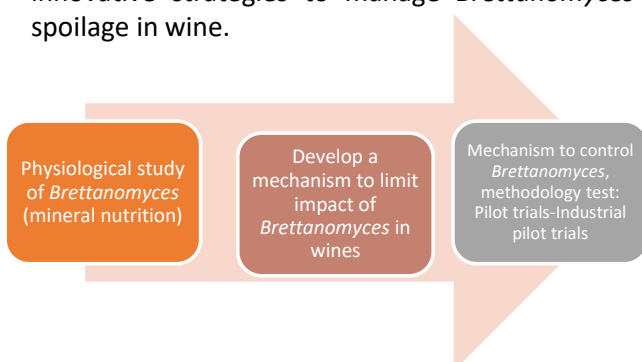 innovative strategies to manage Brettanomyces
spoilage in wine.
Physiological study
of Brettanomyces
(mineral nutrition)
Develop a
mechanism to limit
impact of
Brettanomyces in
wines
Mechanism to control
Brettanomyces,
methodology test:
Pilot trials-Industrial
pilot trials